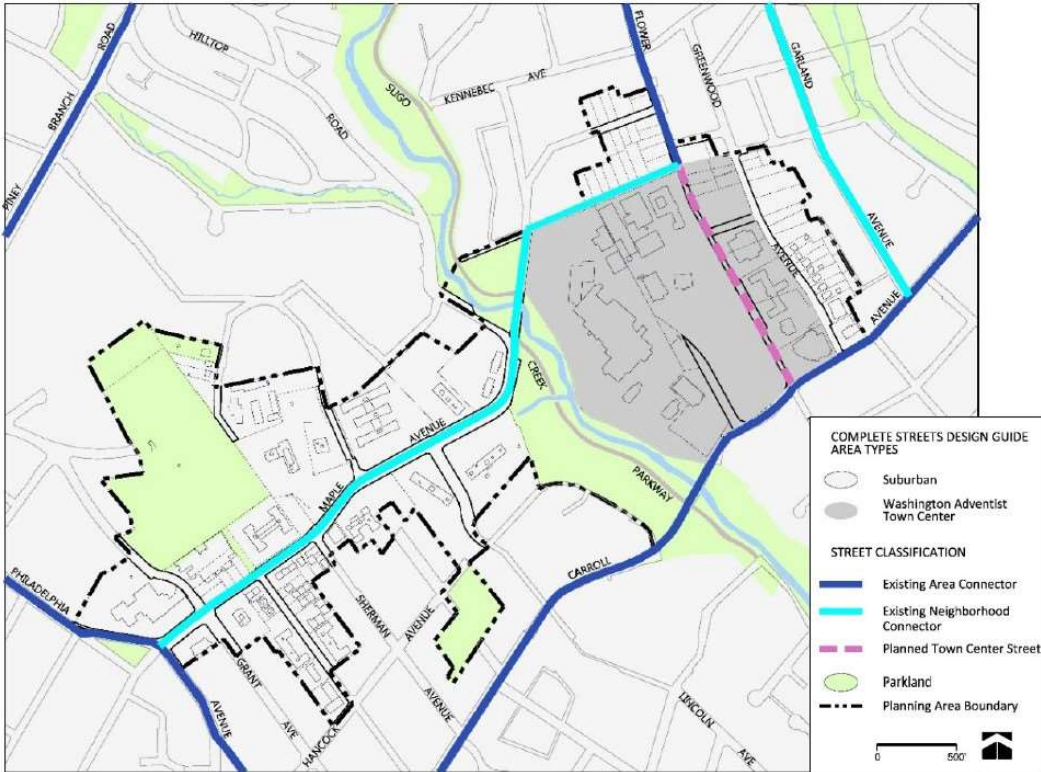 HILLTOP
ROAD
PINEY
BRANCH
ROAD
SLIGO
KENNEBEC
AVE
FLOWER
GREENWOOD
GARLAND
AVENUE
AVENUE
AVENUE
CREEK
PARKWAY
AVENUE
MAPLE
PHILADELPHIA
AVENUE
GRANT
AVE
HANCOCK
SHERMAN
AVENUE
AVENUE
CARROLL
LINCOLN
AVE
COMPLETE STREETS DESIGN GUIDE
AREA TYPES
Suburban
Washington Adventist
Town Center
STREET CLASSIFICATION
Existing Area Connector
Existing Neighborhood
Connector
Planned Town Center Street
Parkland
Planning Area Boundary
0 500'